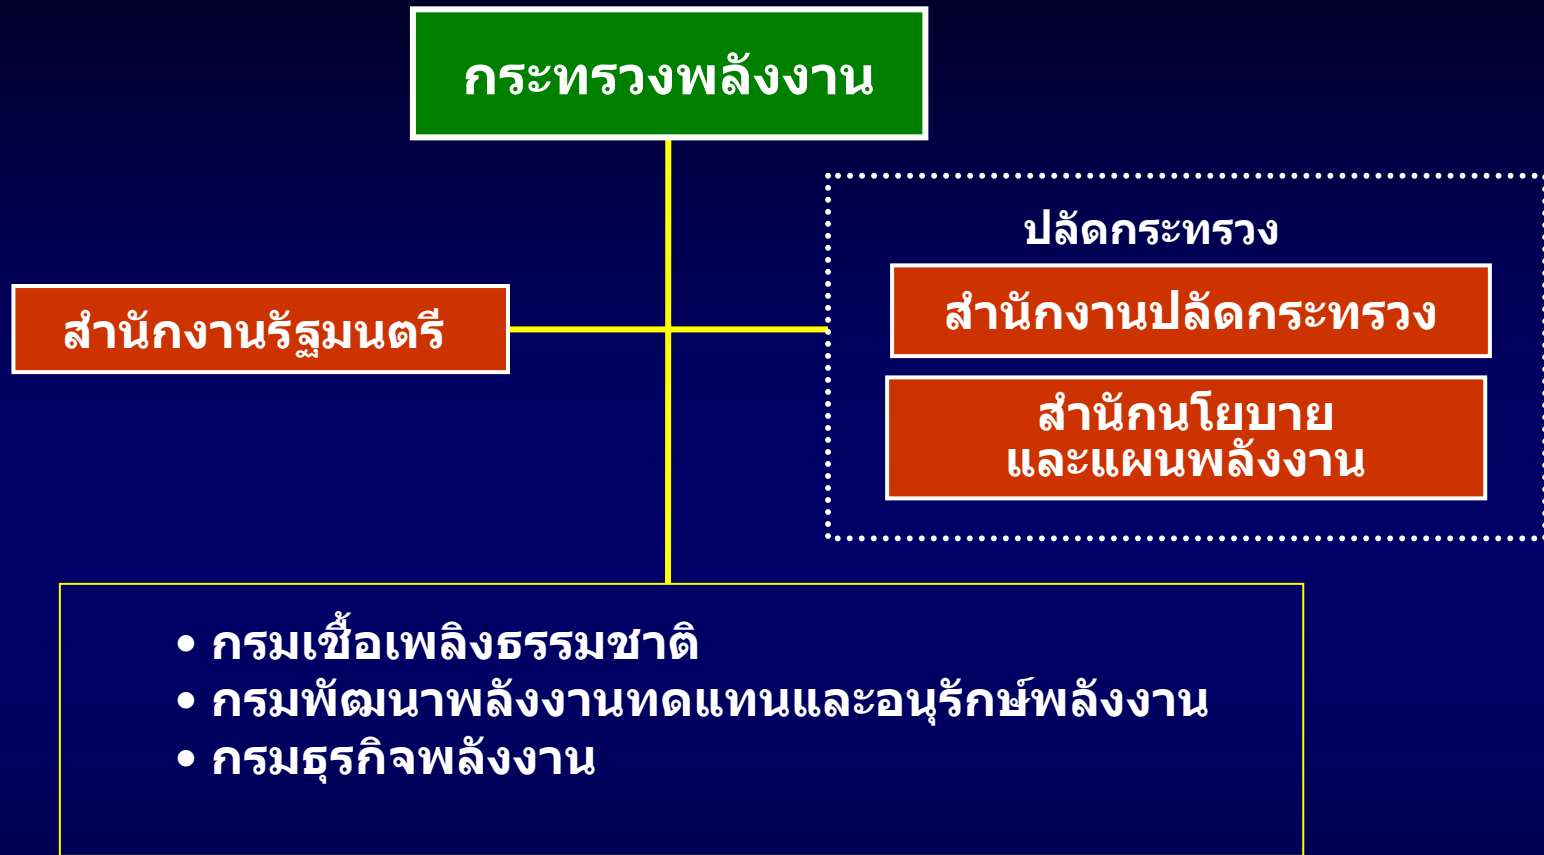 กระทรวงพลังงาน
ปลัดกระทรวง
สำนักงานรัฐมนตรี
สำนักงานปลัดกระทรวง
สำนักนโยบาย
และแผนพลังงาน
• กรมเชื้อเพลิงธรรมชาติ
• กรมพัฒนาพลังงานทดแทนและอนุรักษ์พลังงาน
• กรมธุรกิจพลังงาน